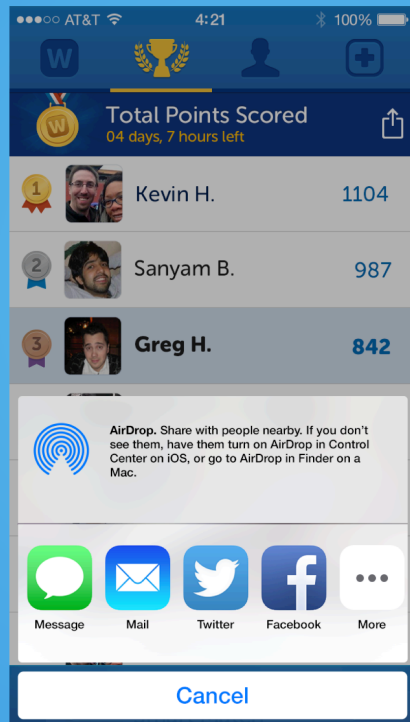 AT&T 4:21 100%
W
Total Points Scored
W
04 days, 7 hours left
1 Kevin H. 1104
2 Sanyam B. 987
3 Greg H. 842
AirDrop. Share with people nearby. If you don't
see them, have them turn on AirDrop in Control
Center on iOS, or go to AirDrop in Finder on a
Mac.
f
Message Mail Twitter Facebook More
Cancel